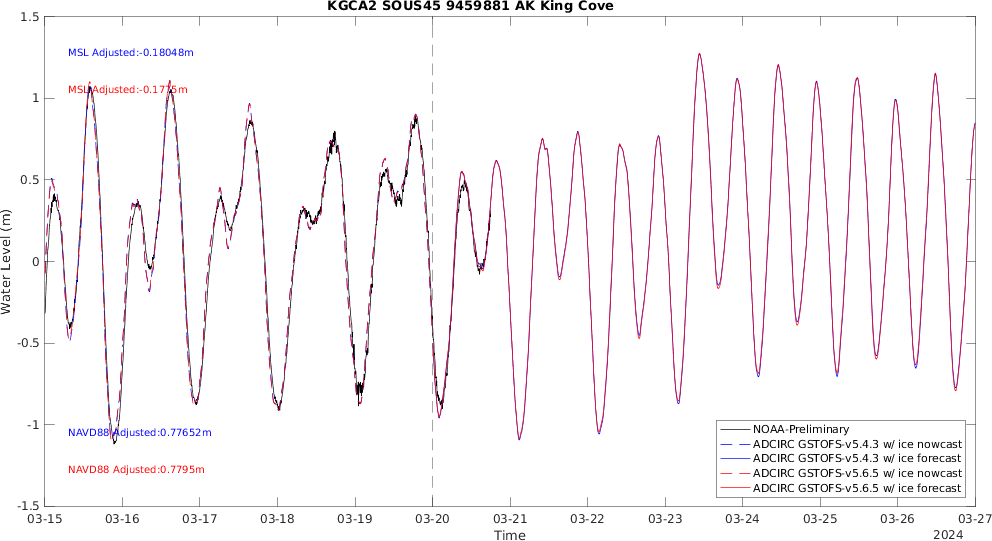 KGCA2 SOUS45 9459881 AK King Cove
1.5
1
0.5
0
-0.5
-1
-1.5
Water Level (m)
MSL Adjusted:-0.18048m
MSL Adjusted:-0.1775m
NAVD88 Adjusted:0.77652m
NAVD88 Adjusted:0.7795m
NOAA-Preliminary
ADCIRC GSTOFS-v5.4.3 w/ ice nowcast
ADCIRC GSTOFS-v5.4.3 w/ ice forecast
ADCIRC GSTOFS-v5.6.5 w/ ice nowcast
ADCIRC GSTOFS-v5.6.5 w/ ice forecast
03-15 03-16 03-17 03-18 03-19 03-20 03-21 03-22 03-23 03-24 03-25 03-26 03-27
Time
2024